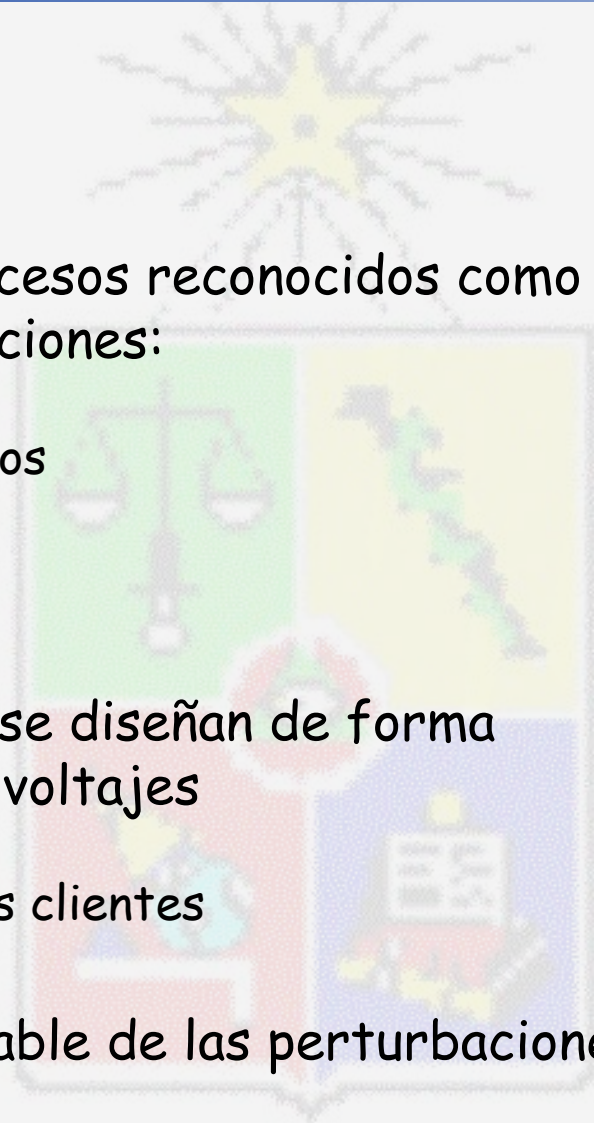 cesos reconocidos como
ciones:
os
se diseñan de forma
voltajes
s clientes
able de las perturbacione